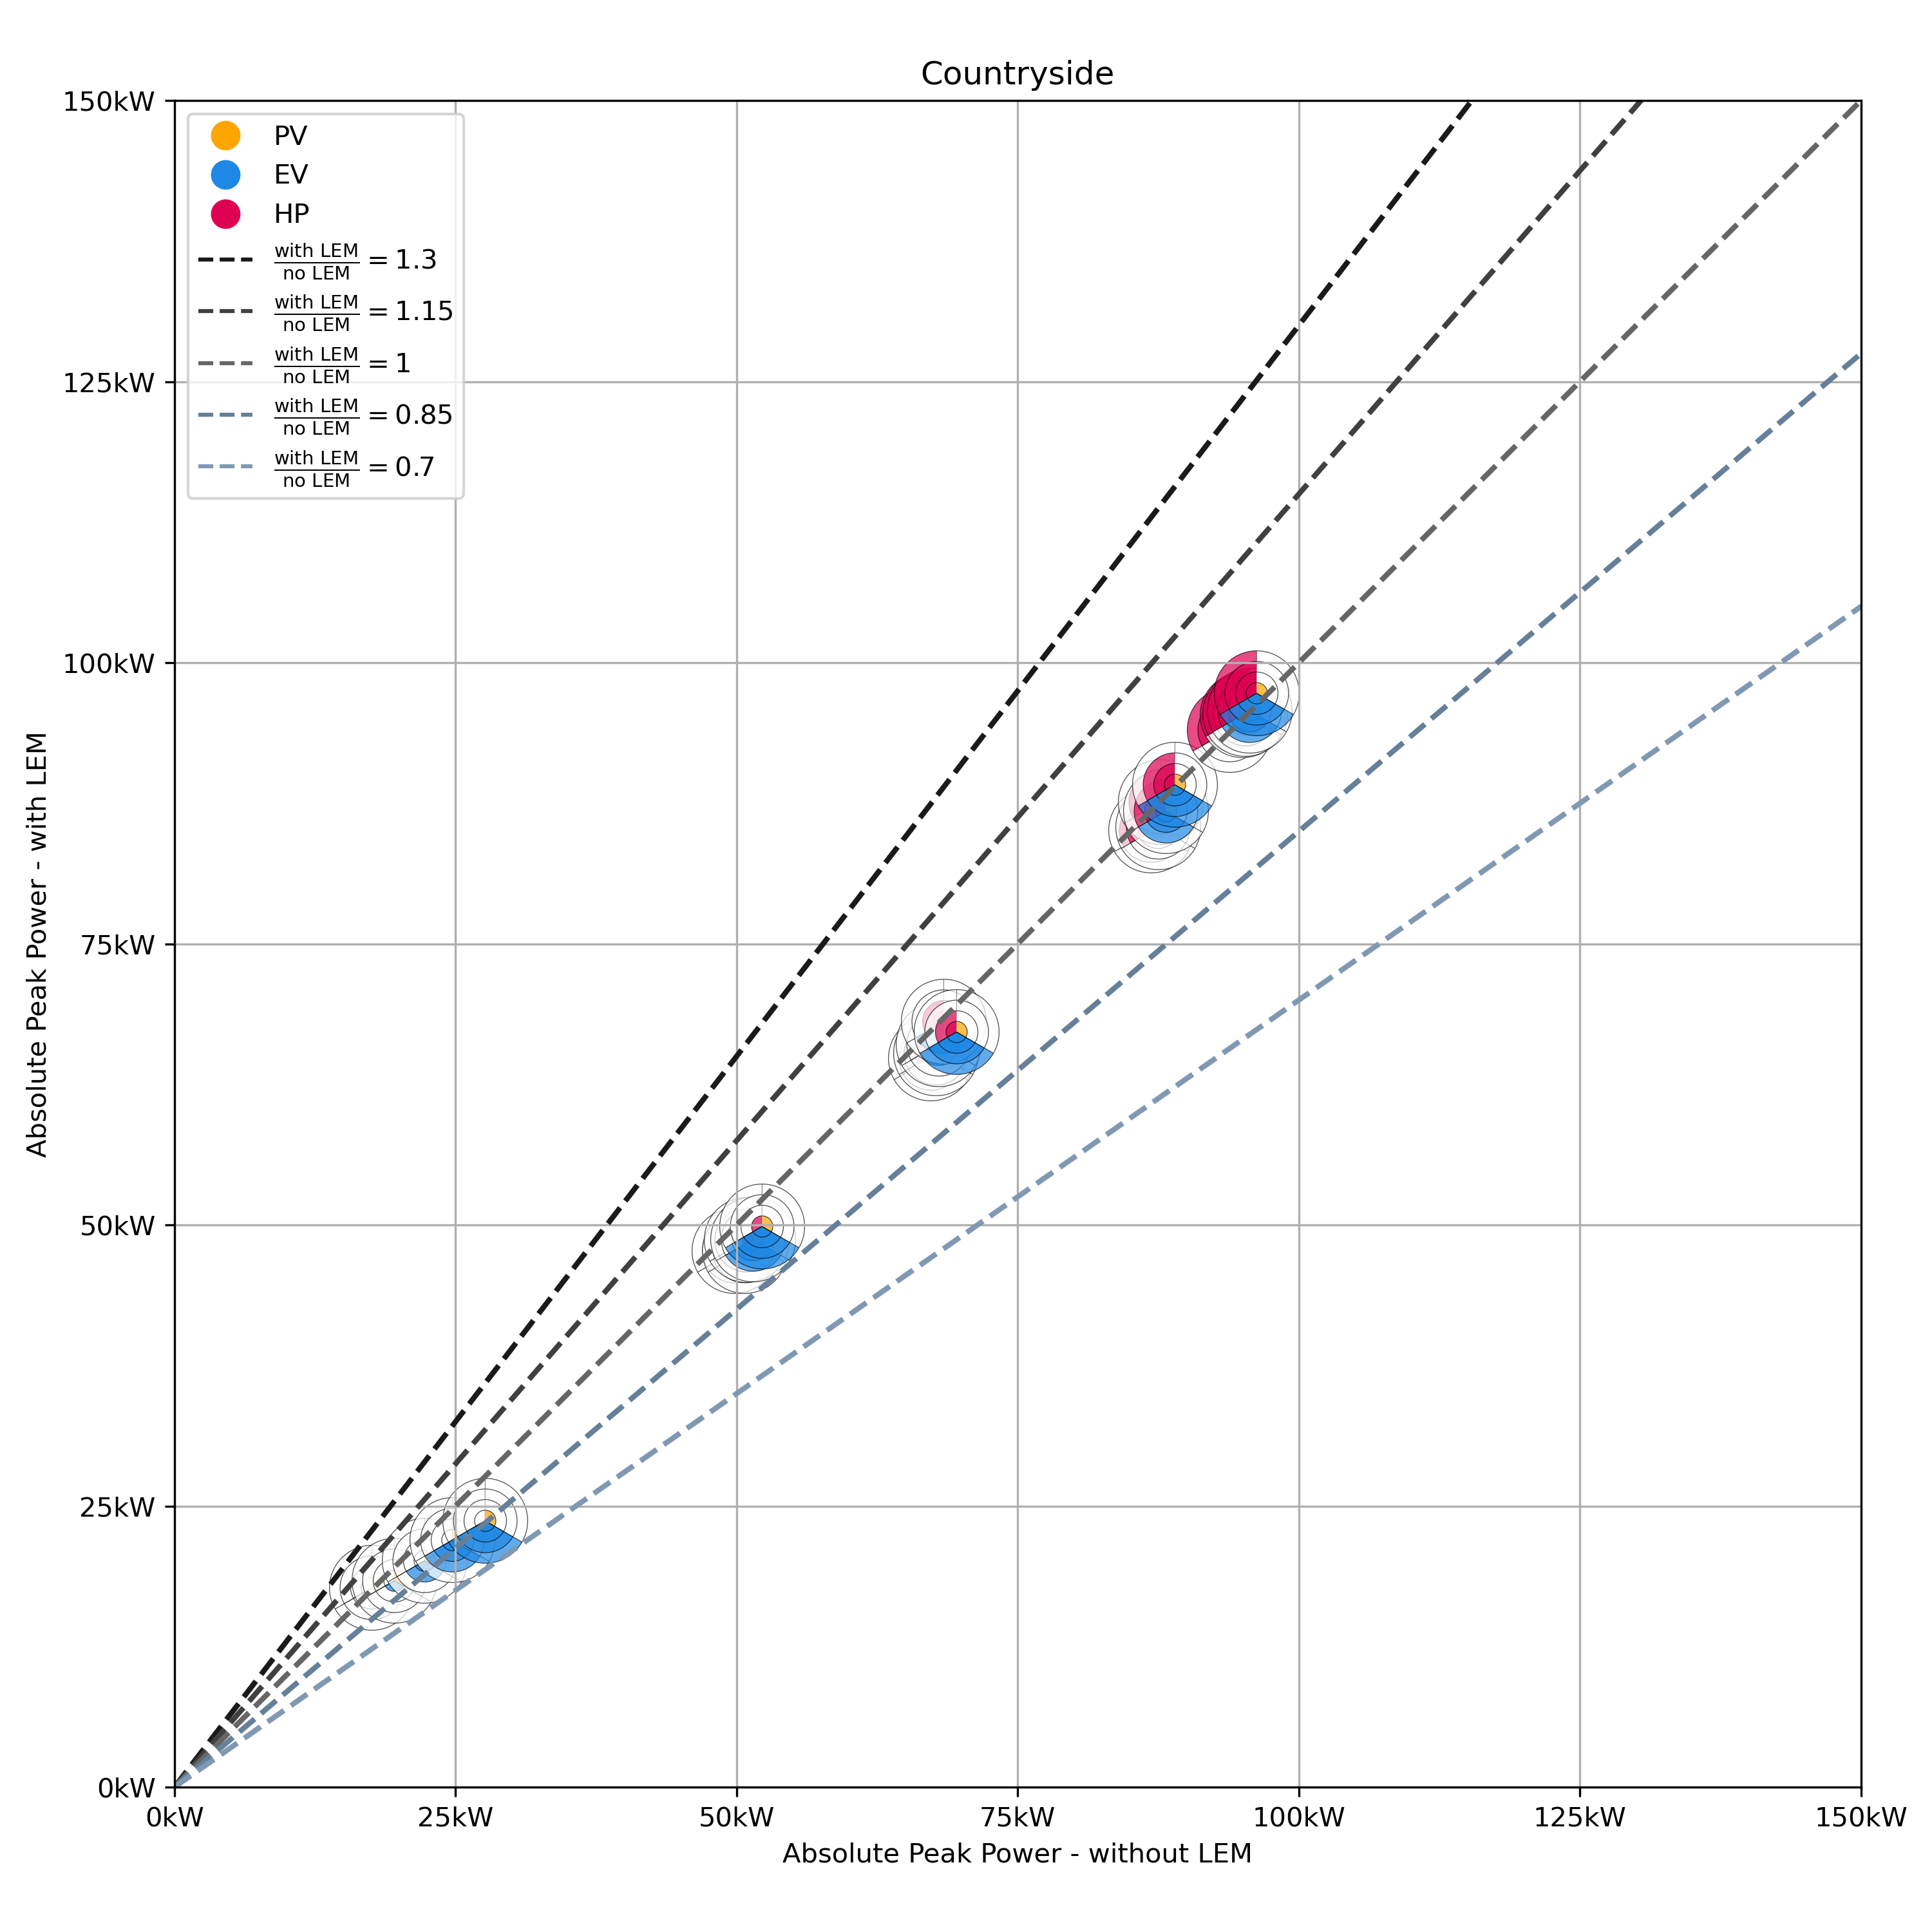 Countryside
150kW
125kW
100kW
75kW
50kW
25kW
0kW
Absolute Peak Power - with LEM
PV
EV
HP
with LEM / no LEM = 1.3
with LEM / no LEM = 1.15
with LEM / no LEM = 1
with LEM / no LEM = 0.85
with LEM / no LEM = 0.7
0kW 25kW 50kW 75kW 100kW 125kW 150kW
Absolute Peak Power - without LEM